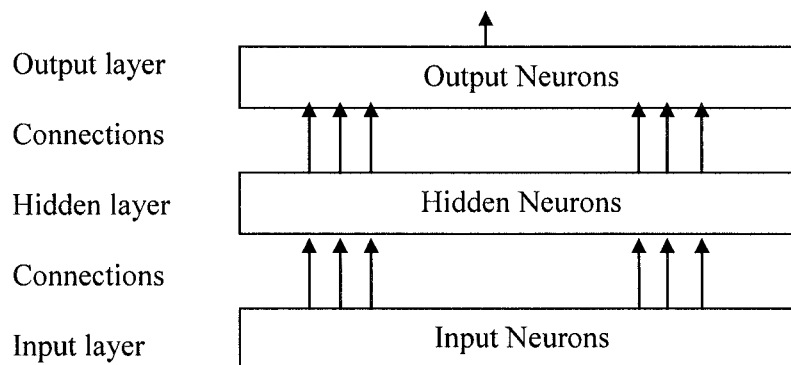 Output layer
Output Neurons
Connections
Hidden layer
Hidden Neurons
Connections
Input layer
Input Neurons